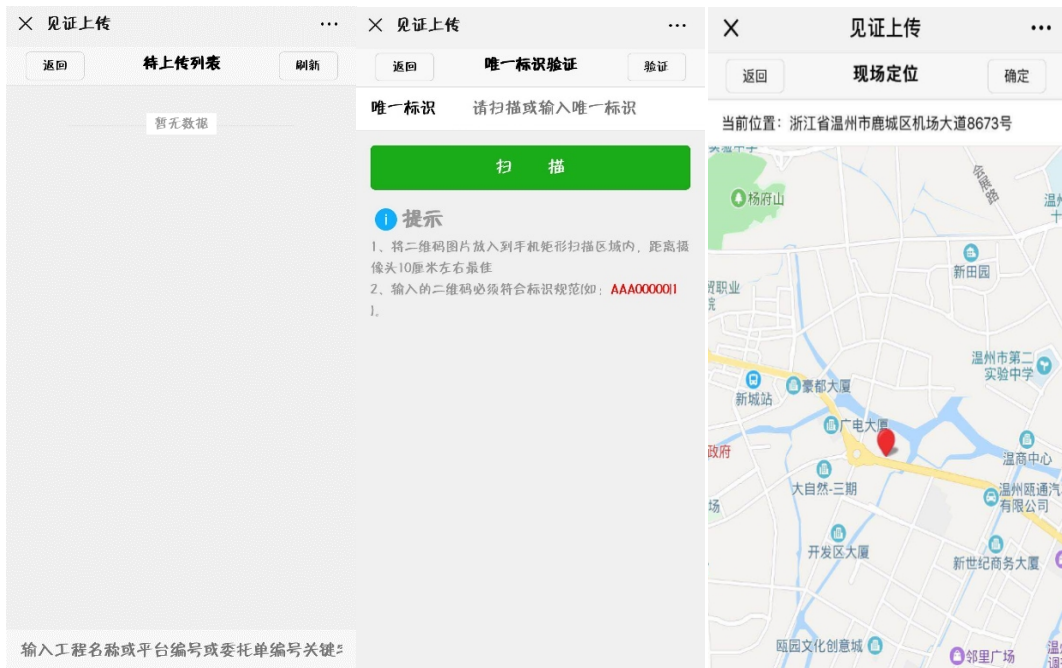 见证上传
返回
待上传列表
刷新
暂无数据
输入工程名称或平台编号或委托单编号关键字
见证上传
返回
唯一标识验证
验证
唯一标识
请扫描或输入唯一标识
扫 描
提示
1、将二维码图片放入到手机矩形扫描区域内，距离摄
像头10厘米左右最佳
2、输入的二维码必须符合标识规范(如：AAA00000|1
)。
见证上传
返回
现场定位
确定
当前位置：浙江省温州市鹿城区机场大道8673号
会展路
杨府山
新田园
贸职业
院
温州市第二
实验中学
新城站
豪都大厦
广电大厦
政府
温商中心
大自然-三期
温州瓯通汽
有限公司
场
开发区大厦
新世纪商务大厦
瓯园文化创意城
邻里广场